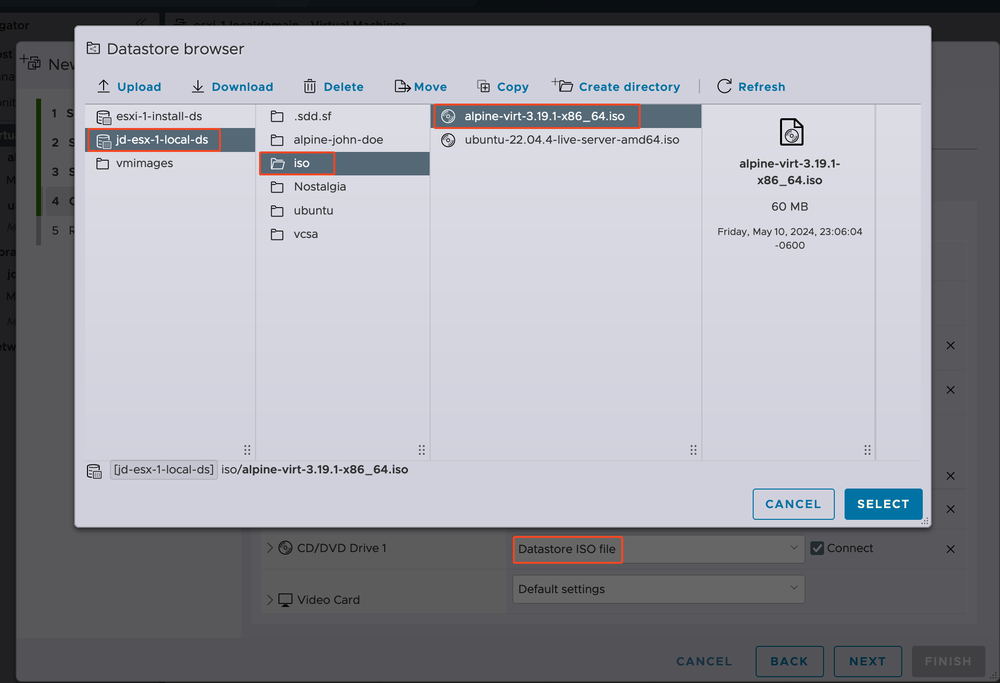 esxi-1.localdomain - Virtual Machines
New
Datastore browser
Upload
Download
Delete
Move
Copy
Create directory
Refresh
esxi-1-install-ds
jd-esx-1-local-ds
vmimages
.sdd.sf
alpine-john-doe
iso
Nostalgia
ubuntu
vcsa
alpine-virt-3.19.1-x86_64.iso
ubuntu-22.04.4-live-server-amd64.iso
alpine-virt-3.19.1-
x86_64.iso
60 MB
Friday, May 10, 2024, 23:06:04
-0600
[jd-esx-1-local-ds] iso/alpine-virt-3.19.1-x86_64.iso
CANCEL
SELECT
1 S
2 S
3 S
4 C
5 R
CD/DVD Drive 1
Datastore ISO file
Connect
Video Card
Default settings
CANCEL
BACK
NEXT
FINISH